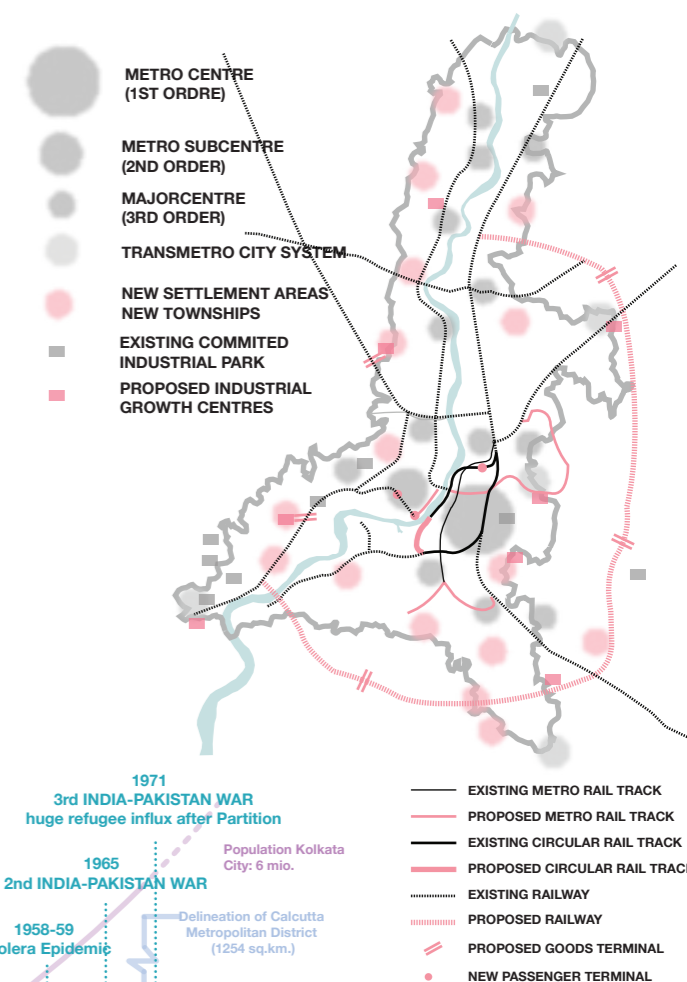 METRO CENTRE
(1ST ORDRE)
METRO SUBCENTRE
(2ND ORDER)
MAJORCENTRE
(3RD ORDER)
TRANSMETRO CITY SYSTEM
NEW SETTLEMENT AREAS
NEW TOWNSHIPS
EXISTING COMMITED
INDUSTRIAL PARK
PROPOSED INDUSTRIAL
GROWTH CENTRES
1971
3rd INDIA-PAKISTAN WAR
huge refugee influx after Partition
Population Kolkata
City: 6 mio.
1965
2nd INDIA-PAKISTAN WAR
Delineation of Calcutta
Metropolitan District
(1254 sq.km.)
1958-59
olera Epidemic
EXISTING METRO RAIL TRACK
PROPOSED METRO RAIL TRACK
EXISTING CIRCULAR RAIL TRACK
PROPOSED CIRCULAR RAIL TRACK
EXISTING RAILWAY
PROPOSED RAILWAY
PROPOSED GOODS TERMINAL
NEW PASSENGER TERMINAL